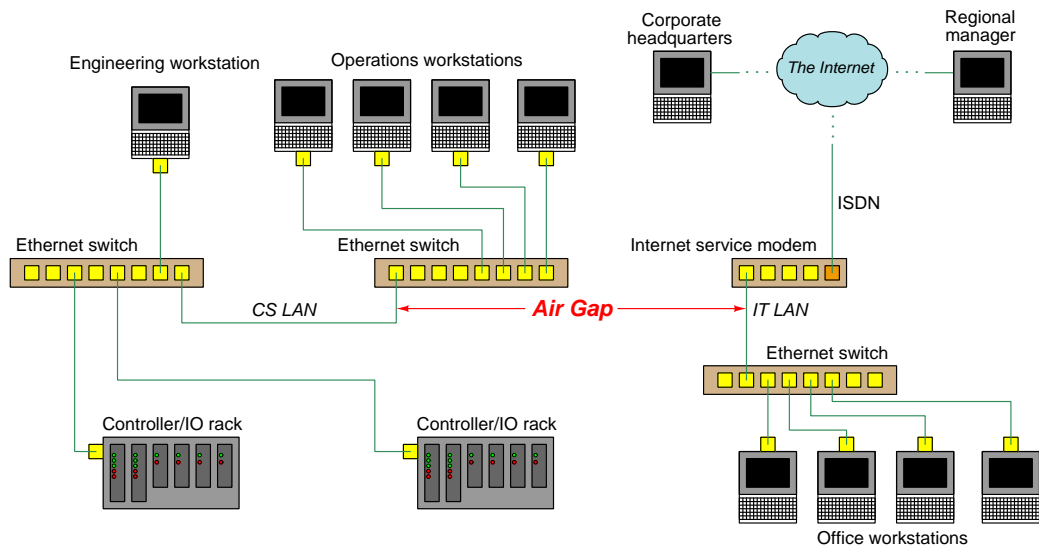 Corporate
headquarters
Regional
manager
The Internet
Engineering workstation
Operations workstations
ISDN
Ethernet switch
Ethernet switch
Internet service modem
CS LAN
Air Gap
IT LAN
Ethernet switch
Controller/IO rack
Controller/IO rack
Office workstations